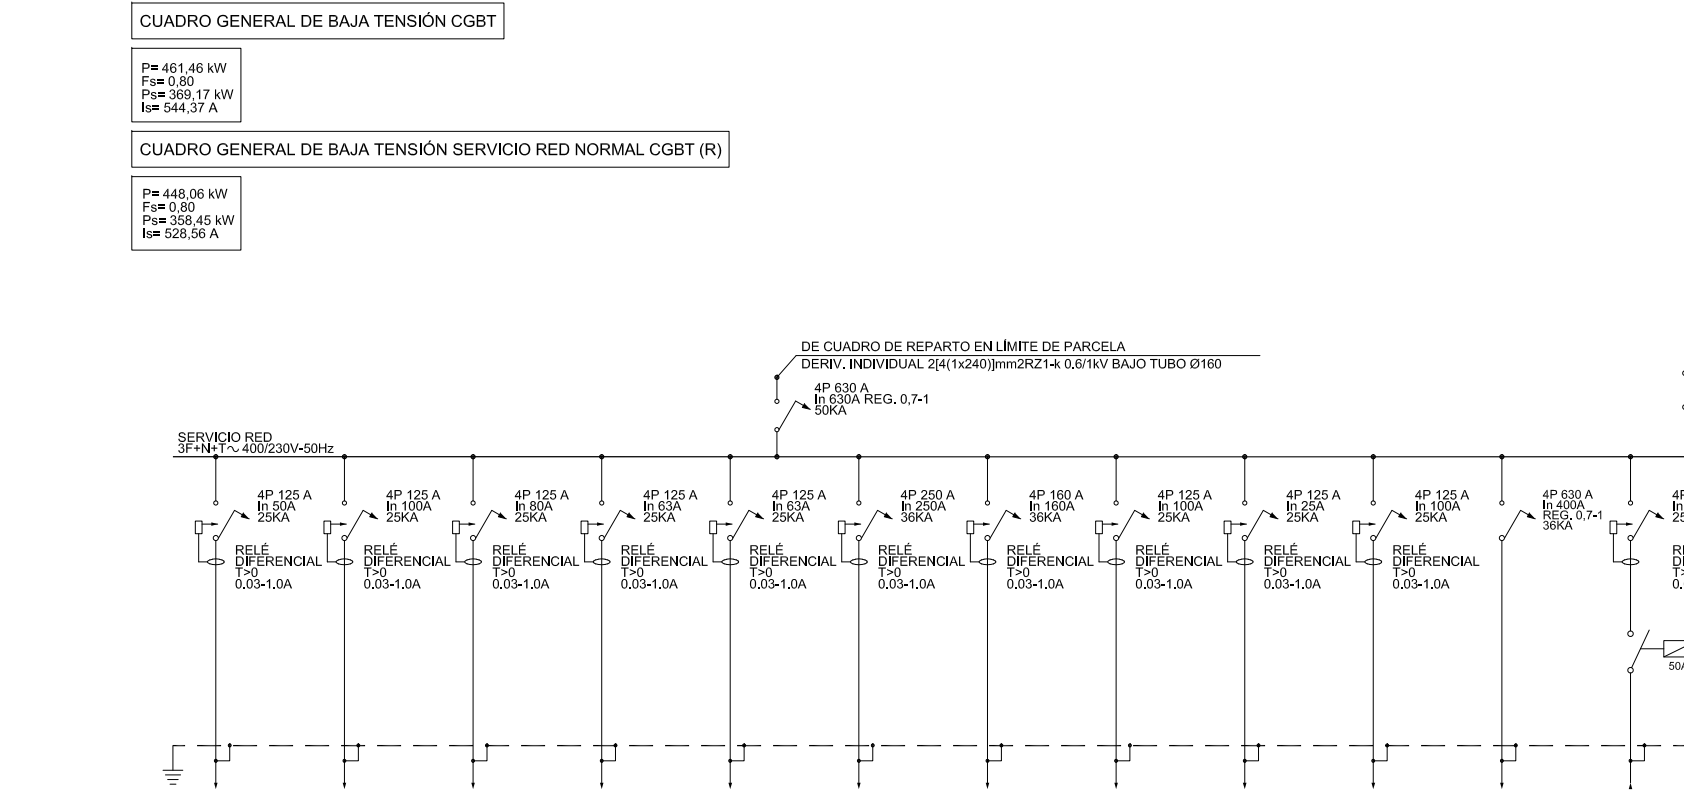 CUADRO GENERAL DE BAJA TENSIÓN CGBT
P= 461,46 kW
Fs= 0,80
Ps= 369,17 kW
Is= 544,37 A
CUADRO GENERAL DE BAJA TENSIÓN SERVICIO RED NORMAL CGBT (R)
P= 448,06 kW
Fs= 0,80
Ps= 358,45 kW
Is= 528,56 A
DE CUADRO DE REPARTO EN LÍMITE DE PARCELA
DERIV. INDIVIDUAL 2[4(1x240)]mm2RZ1-k 0.6/1kV BAJO TUBO Ø160
4P 630 A
In 630A REG. 0,7-1
50KA
SERVICIO RED
3F+N+T~ 400/230V-50Hz
4P 125 A
In 50A
25KA
RELÉ
DIFERENCIAL
T>0
0.03-1.0A
4P 125 A
In 100A
25KA
RELÉ
DIFERENCIAL
T>0
0.03-1.0A
4P 125 A
In 80A
25KA
RELÉ
DIFERENCIAL
T>0
0.03-1.0A
4P 125 A
In 63A
25KA
RELÉ
DIFERENCIAL
T>0
0.03-1.0A
4P 125 A
In 63A
25KA
RELÉ
DIFERENCIAL
T>0
0.03-1.0A
4P 250 A
In 250A
36KA
RELÉ
DIFERENCIAL
T>0
0.03-1.0A
4P 160 A
In 160A
36KA
RELÉ
DIFERENCIAL
T>0
0.03-1.0A
4P 125 A
In 100A
25KA
RELÉ
DIFERENCIAL
T>0
0.03-1.0A
4P 125 A
In 25A
25KA
RELÉ
DIFERENCIAL
T>0
0.03-1.0A
4P 125 A
In 100A
25KA
RELÉ
DIFERENCIAL
T>0
0.03-1.0A
4P 630 A
In 400A
REG. 0,7-1
36KA